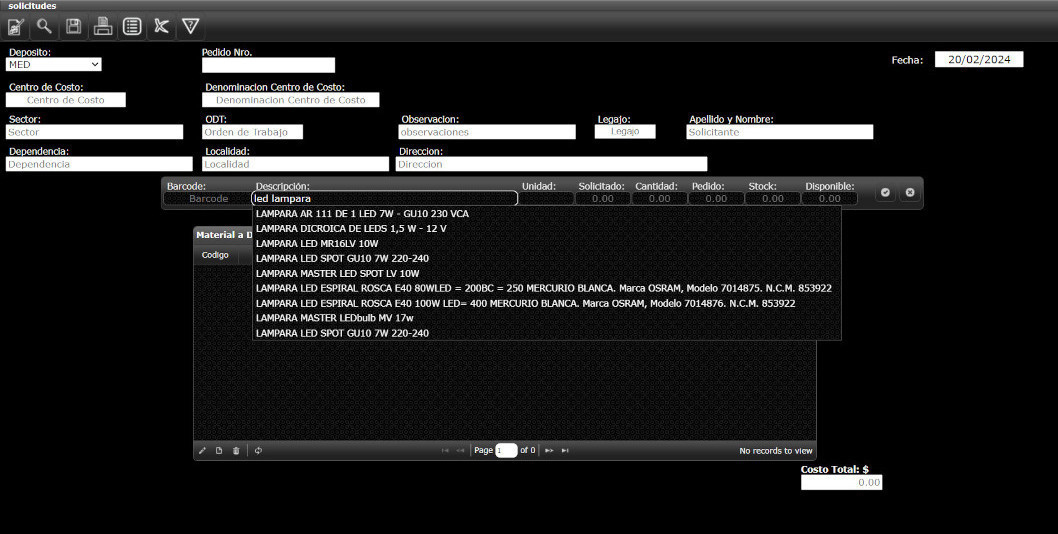 solicitudes
Deposito: Pedido Nro.
MED Fecha: 20/02/2024
Centro de Costo: Denominacion Centro de Costo:
Centro de Costo Denominacion Centro de Costo
Sector: ODT: Observacion: Legajo: Apellido y Nombre:
Sector Orden de Trabajo observaciones Legajo Solicitante
Dependencia: Localidad: Direccion:
Dependencia Localidad Direccion
Barcode: Descripción: Unidad: Solicitado: Cantidad: Pedido: Stock: Disponible:
Barcode led lampara 0.00 0.00 0.00 0.00 0.00
LAMPARA AR 111 DE 1 LED 7W - GU10 230 VCA
LAMPARA DICROICA DE LEDS 1,5 W - 12 V
Material a D
LAMPARA LED MR16LV 10W
Codigo
LAMPARA LED SPOT GU10 7W 220-240
LAMPARA MASTER LED SPOT LV 10W
LAMPARA LED ESPIRAL ROSCA E40 80WLED = 200BC = 250 MERCURIO BLANCA. Marca OSRAM, Modelo 7014875. N.C.M. 853922
LAMPARA LED ESPIRAL ROSCA E40 100W LED= 400 MERCURIO BLANCA. Marca OSRAM, Modelo 7014876. N.C.M. 853922
LAMPARA MASTER LEDbulb MV 17w
LAMPARA LED SPOT GU10 7W 220-240
Page 1 of 0 No records to view
Costo Total: $
0.00